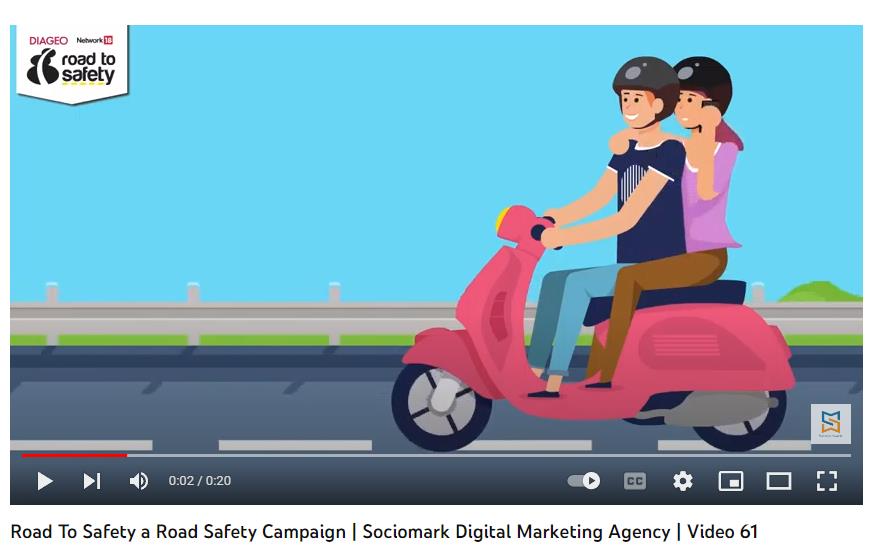 DIAGEO Network18
road to
safety
0:02 / 0:20
CC
Road To Safety a Road Safety Campaign | Sociomark Digital Marketing Agency | Video 61